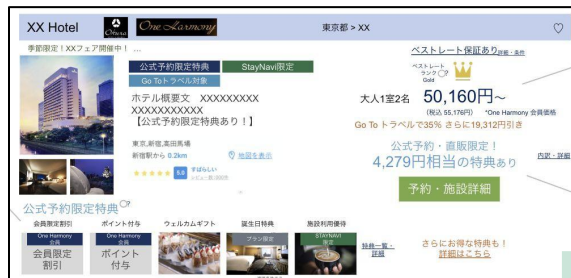 XX Hotel
Okura
One Harmony
東京都 > XX
季節限定！XXフェア開催中！ …
ベストレート保証あり 詳細・条件
公式予約限定特典
StayNavi限定
Go Toトラベル対象
ベストレート
ランク
Gold
ホテル概要文 XXXXXXXXX
XXXXXXXXXXX
【公式予約限定特典あり！】
大人1室2名 50,160円～
(税込 55,176円) *One Harmony 会員価格
Go To トラベルで35% さらに19,312円引き
東京,新宿,高田馬場
新宿駅から 0.2km
地図を表示
5.0
すばらしい
公式予約・直販限定！
4,279円相当の特典あり
内訳・詳細
予約・施設詳細
公式予約限定特典
会員限定割引
ポイント付与
ウェルカムギフト
誕生日特典
施設利用優待
One Harmony
会員
会員限定
割引
One Harmony
会員
ポイント
付与
プラン限定
STAYNAVI
限定
特典一覧・
詳細
さらにお得な特典も！
詳細はこちら